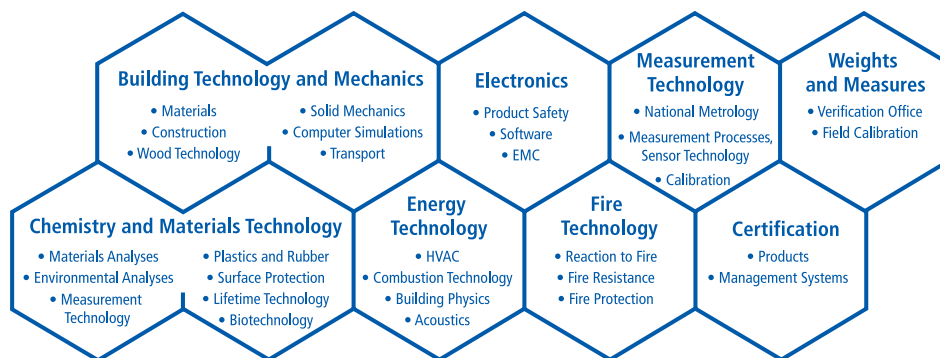 Building Technology and Mechanics
• Materials
• Construction
• Wood Technology
• Solid Mechanics
• Computer Simulations
• Transport
Electronics
• Product Safety
• Software
• EMC
Measurement
Technology
• National Metrology
• Measurement Processes,
Sensor Technology
• Calibration
Weights
and Measures
• Verification Office
• Field Calibration
Chemistry and Materials Technology
• Materials Analyses
• Environmental Analyses
• Measurement
Technology
• Plastics and Rubber
• Surface Protection
• Lifetime Technology
• Biotechnology
Energy
Technology
• HVAC
• Combustion Technology
• Building Physics
• Acoustics
Fire
Technology
• Reaction to Fire
• Fire Resistance
• Fire Protection
Certification
• Products
• Management Systems